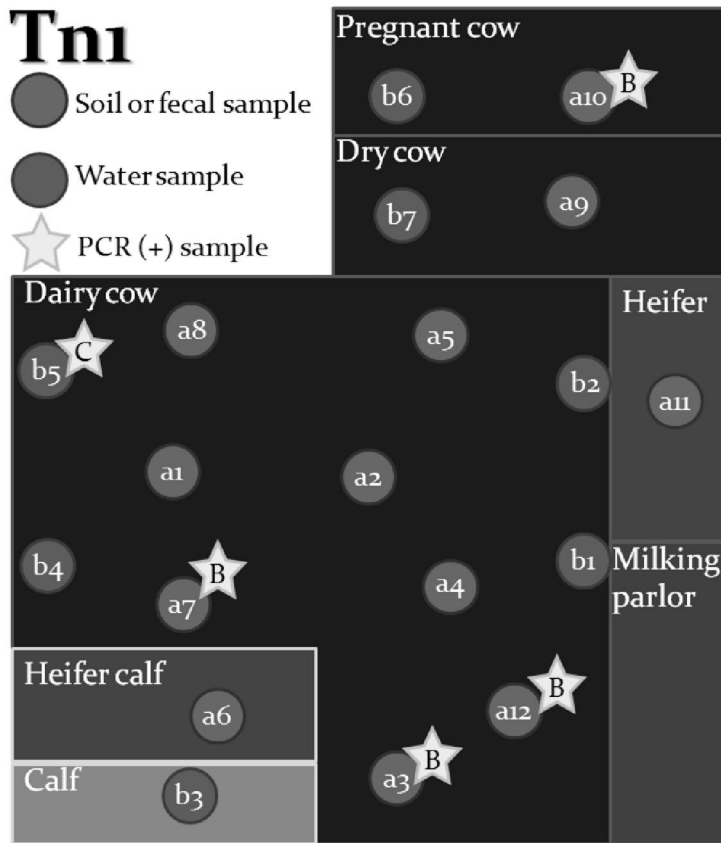 Tn1
Soil or fecal sample
Water sample
PCR (+) sample
Pregnant cow
b6
a10
B
Dry cow
b7
a9
Dairy cow
C
b5
a8
a5
b2
a1
a2
b4
B
a7
a4
b1
B
a12
B
a3
Heifer
a11
Milking
parlor
Heifer calf
a6
Calf
b3